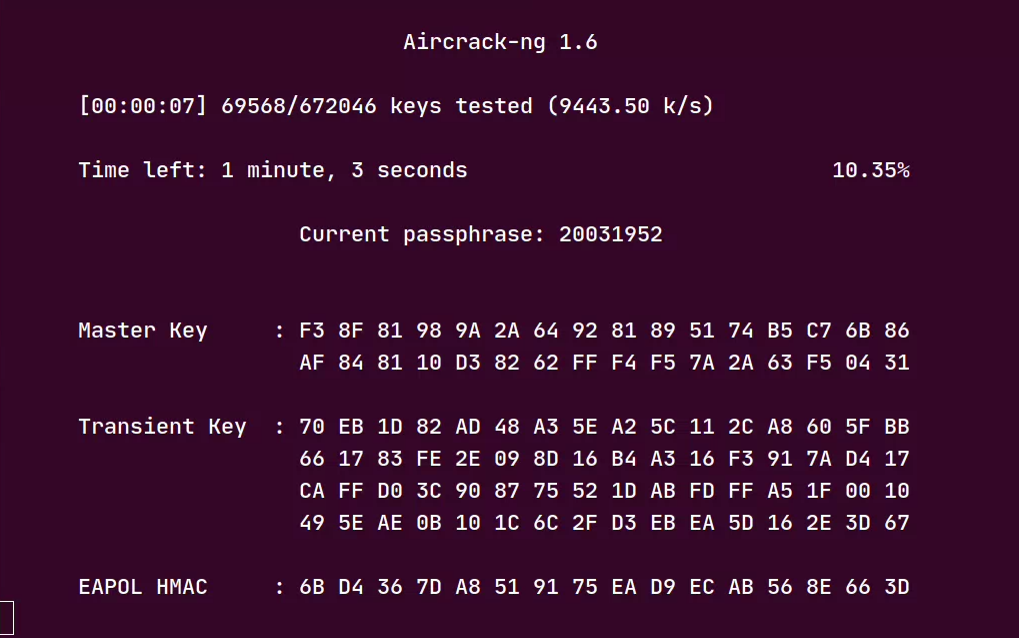 Aircrack-ng 1.6
[00:00:07] 69568/672046 keys tested (9443.50 k/s)
Time left: 1 minute, 3 seconds 10.35%
Current passphrase: 20031952
Master Key : F3 8F 81 98 9A 2A 64 92 81 89 51 74 B5 C7 6B 86
AF 84 81 10 D3 82 62 FF F4 F5 7A 2A 63 F5 04 31
Transient Key : 70 EB 1D 82 AD 48 A3 5E A2 5C 11 2C A8 60 5F BB
66 17 83 FE 2E 09 8D 16 B4 A3 16 F3 91 7A D4 17
CA FF D0 3C 90 87 75 52 1D AB FD FF A5 1F 00 10
49 5E AE 0B 10 1C 6C 2F D3 EB EA 5D 16 2E 3D 67
EAPOL HMAC : 6B D4 36 7D A8 51 91 75 EA D9 EC AB 56 8E 66 3D